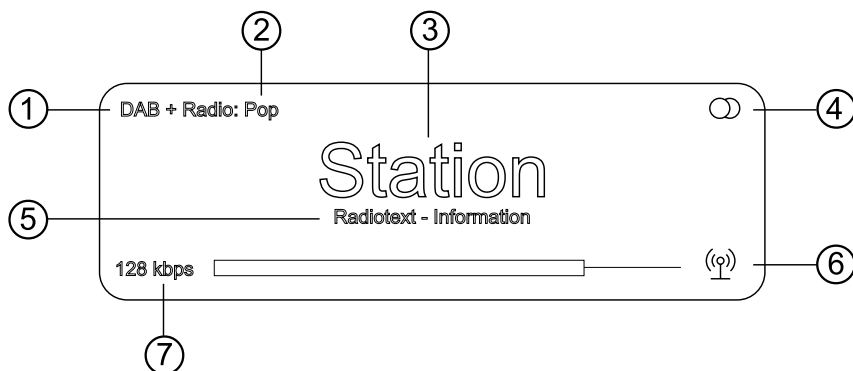 2 3
1 DAB + Radio: Pop 4
Station
5 Radiotext - Information
128 kbps 6
7